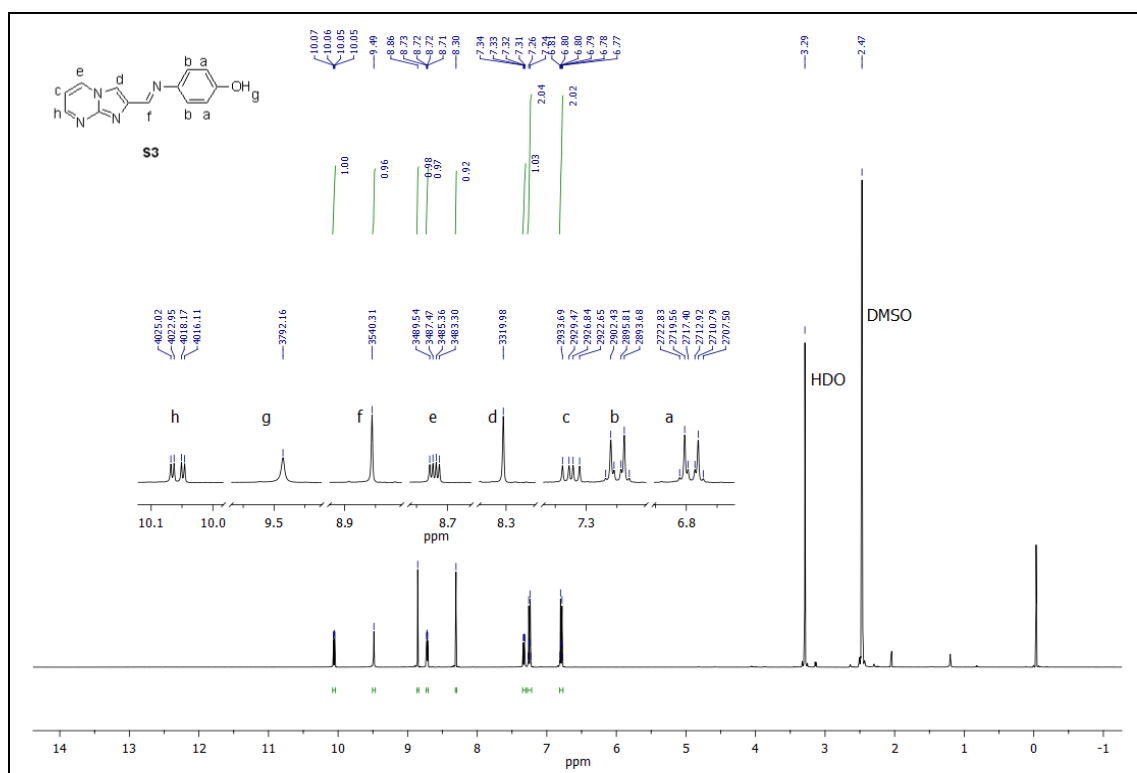 10.07
10.06
10.05
10.05
9.49
8.86
8.73
8.72
8.72
8.71
8.30
7.34
7.33
7.32
7.31
7.26
7.24
6.81
6.80
6.80
6.79
6.78
6.77
3.29
2.47
e
d
c
h
N
N
N
f
N
b
a
b
a
OH
g
S3
1.00
0.96
0.98
0.97
0.92
1.03
2.04
2.02
4025.02
4022.95
4018.17
4016.11
3792.16
3540.31
3489.54
3487.47
3485.36
3483.30
3319.98
2933.69
2929.47
2926.84
2922.65
2902.43
2895.81
2893.68
2722.83
2719.56
2717.40
2712.92
2710.79
2707.50
DMSO
HDO
h g f e d c b a
10.1 10.0 9.5 8.9 8.7 8.3 7.3 6.8
ppm
14 13 12 11 10 9 8 7 6 5 4 3 2 1 0 -1
ppm